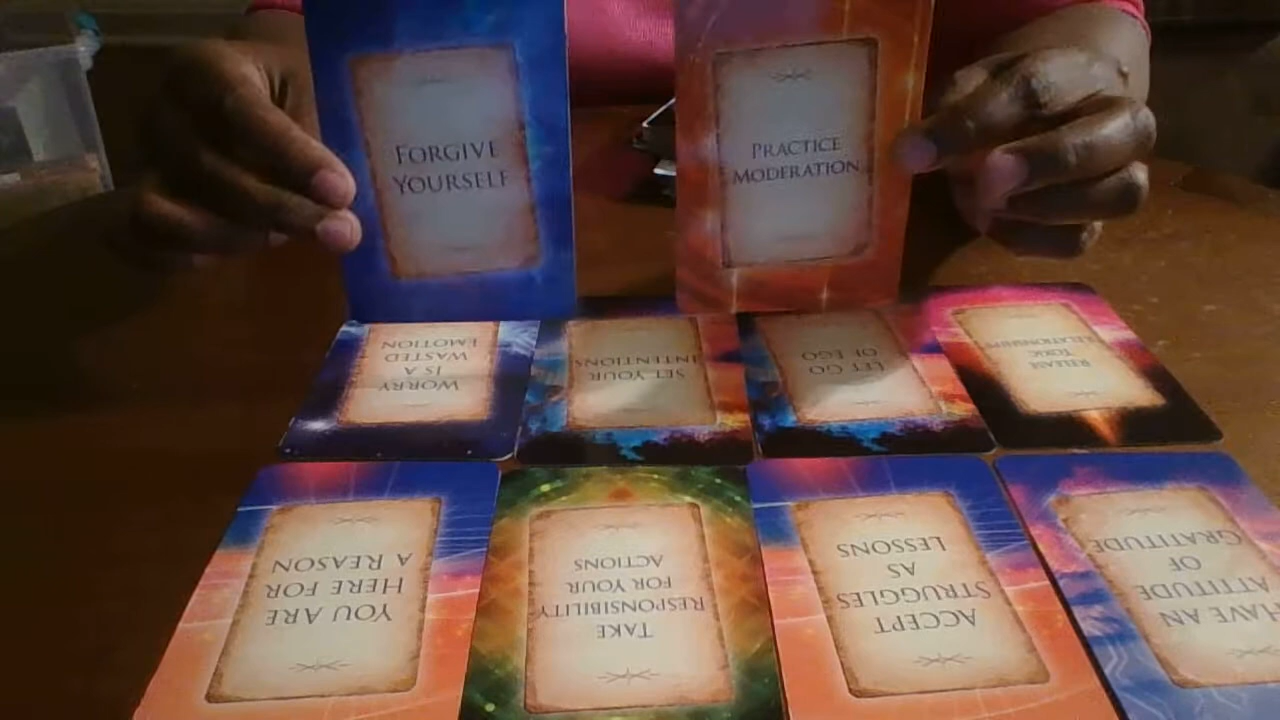 FORGIVE
YOURSELF
PRACTICE
MODERATION
WORRY
IS A
WASTED
EMOTION
SET YOUR
INTENTIONS
LET GO
OF EGO
RELEASE
TOXIC
RELATIONSHIPS
YOU ARE
HERE FOR
A REASON
TAKE
RESPONSIBILITY
FOR YOUR
ACTIONS
ACCEPT
STRUGGLES
AS
LESSONS
HAVE AN
ATTITUDE
OF
GRATITUDE